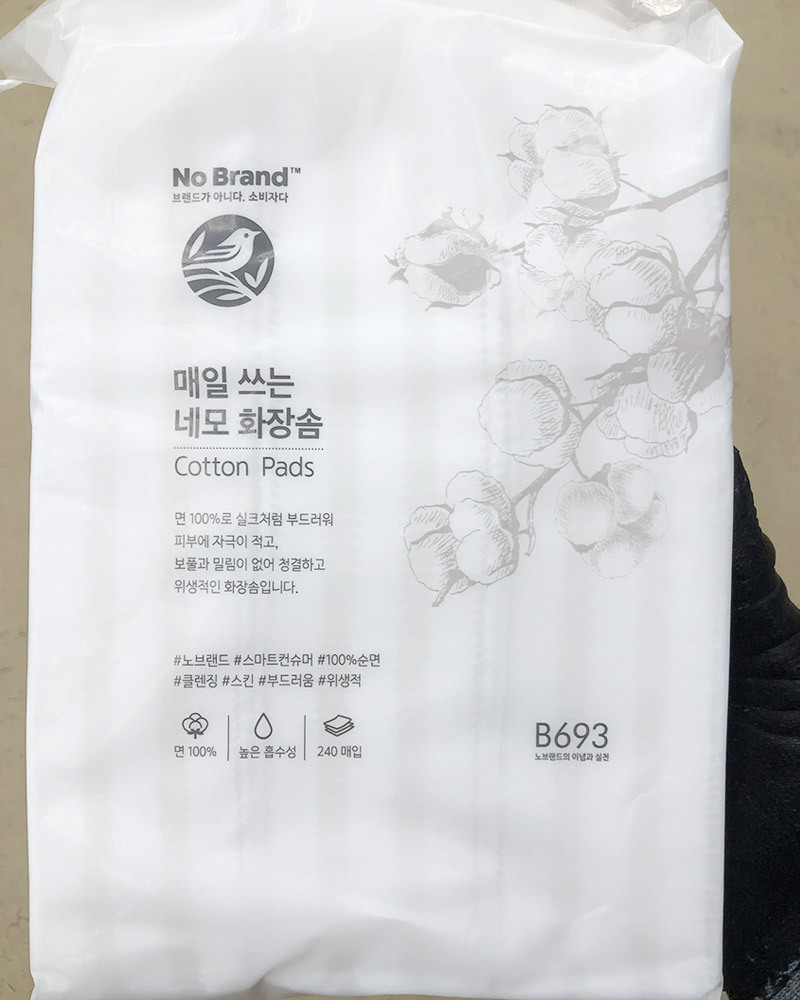 No Brand™
브랜드가 아니다. 소비자다
매일 쓰는
네모 화장솜
Cotton Pads
면 100%로 실크처럼 부드러워
피부에 자극이 적고,
보풀과 밀림이 없어 청결하고
위생적인 화장솜입니다.
#노브랜드 #스마트컨슈머 #100%순면
#클렌징 #스킨 #부드러움 #위생적
면 100%
높은 흡수성
240 매입
B693
노브랜드의 이념과 실천